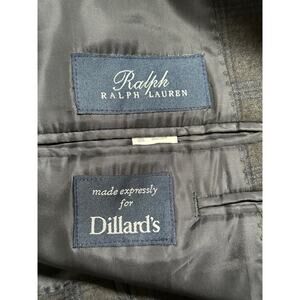 Ralph
RALPH LAUREN
made expressly
for
Dillard's